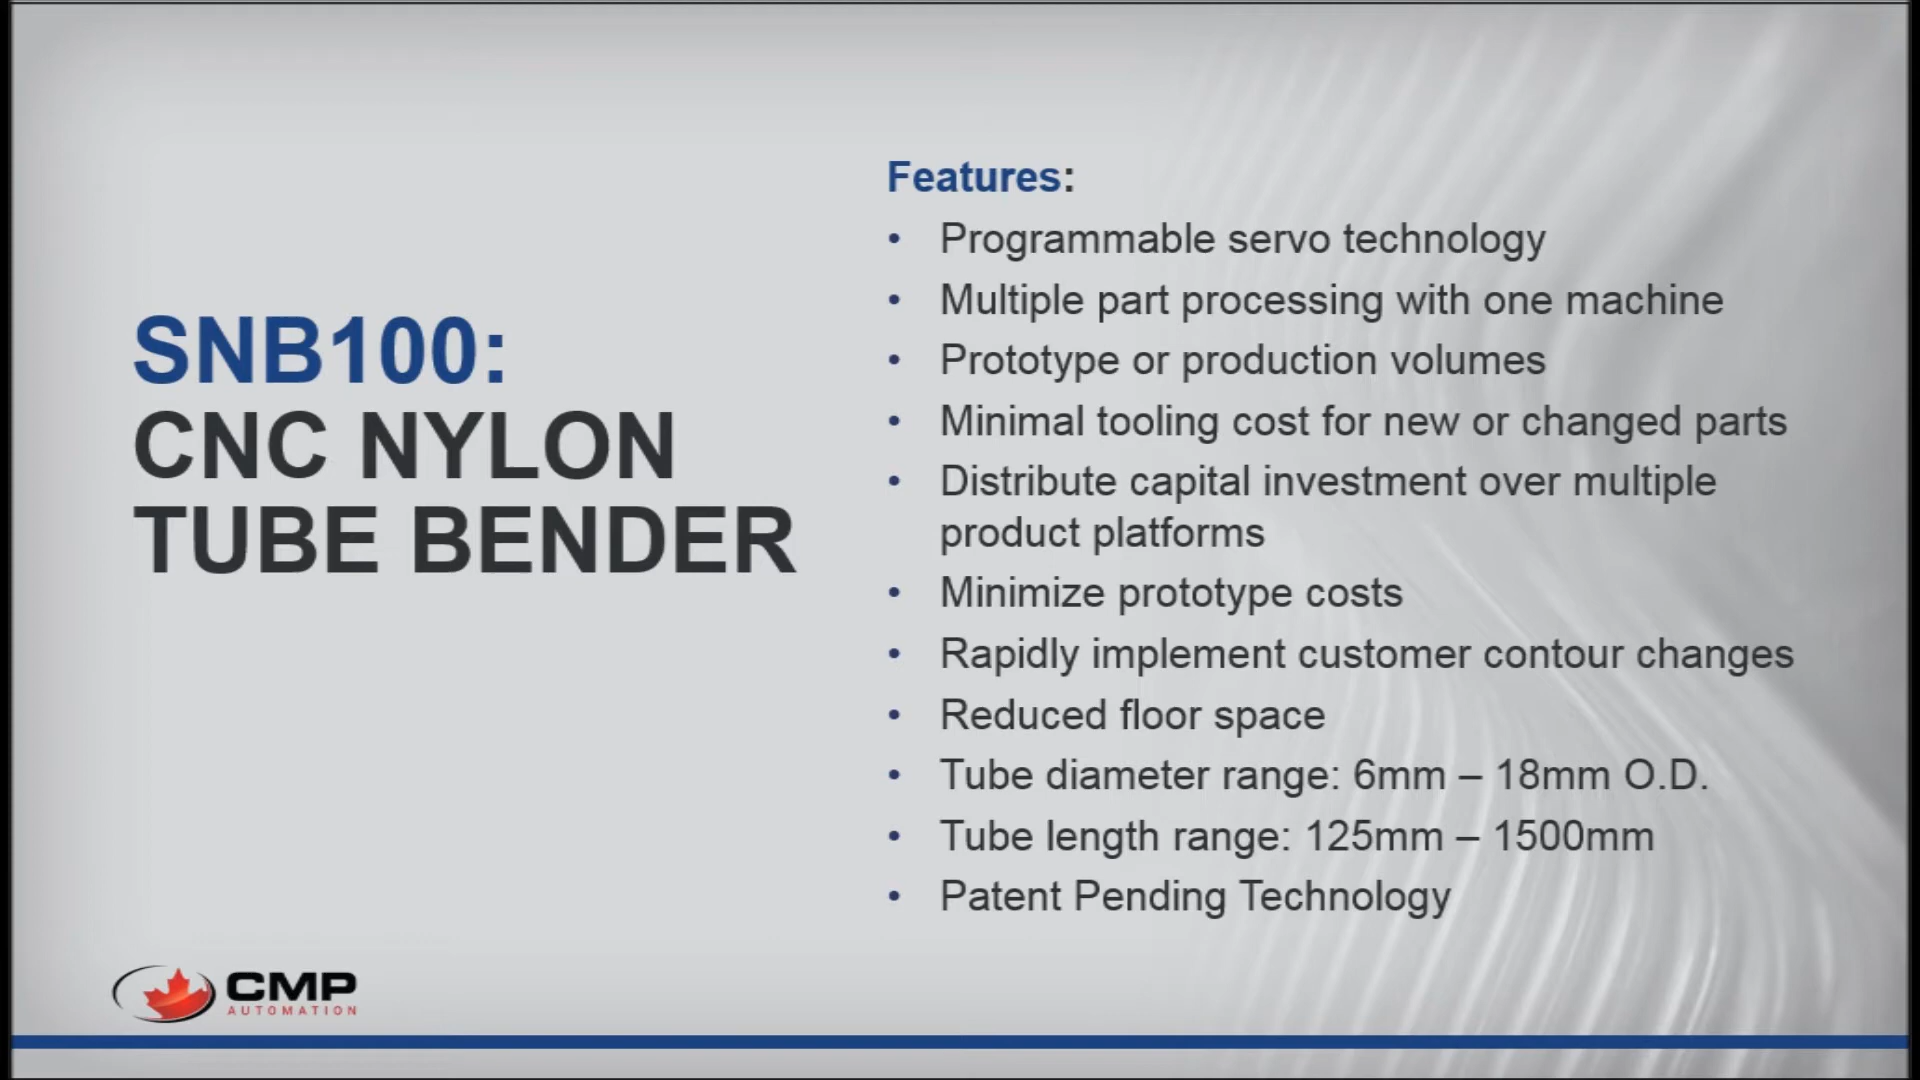 SNB100:
CNC NYLON
TUBE BENDER
Features:
• Programmable servo technology
• Multiple part processing with one machine
• Prototype or production volumes
• Minimal tooling cost for new or changed parts
• Distribute capital investment over multiple
product platforms
• Minimize prototype costs
• Rapidly implement customer contour changes
• Reduced floor space
• Tube diameter range: 6mm – 18mm O.D.
• Tube length range: 125mm – 1500mm
• Patent Pending Technology
CMP
AUTOMATION